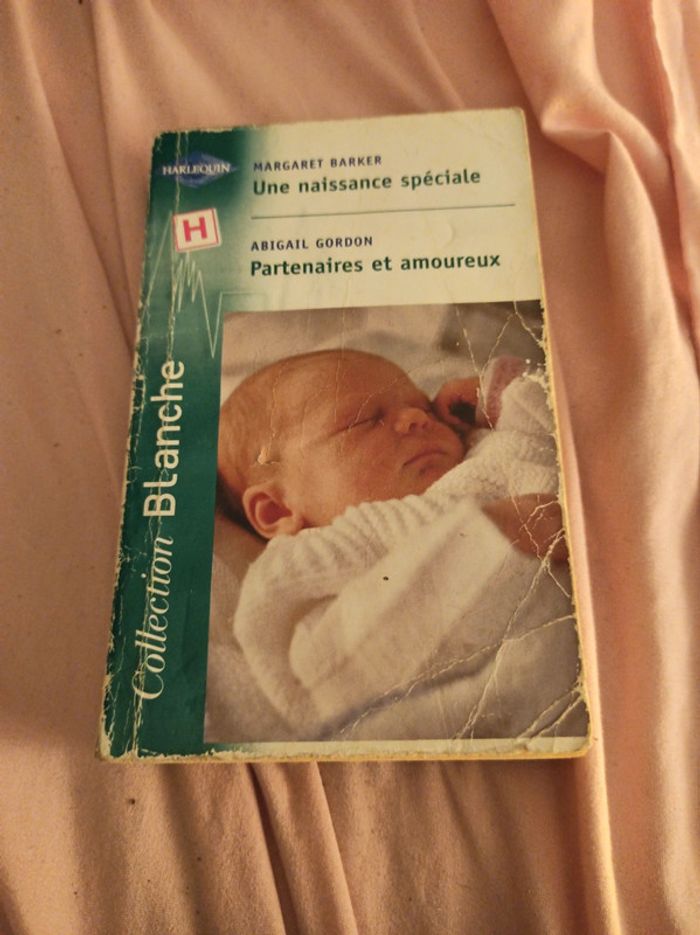 HARLEQUIN
MARGARET BARKER
Une naissance spéciale
H
ABIGAIL GORDON
Partenaires et amoureux
Collection Blanche